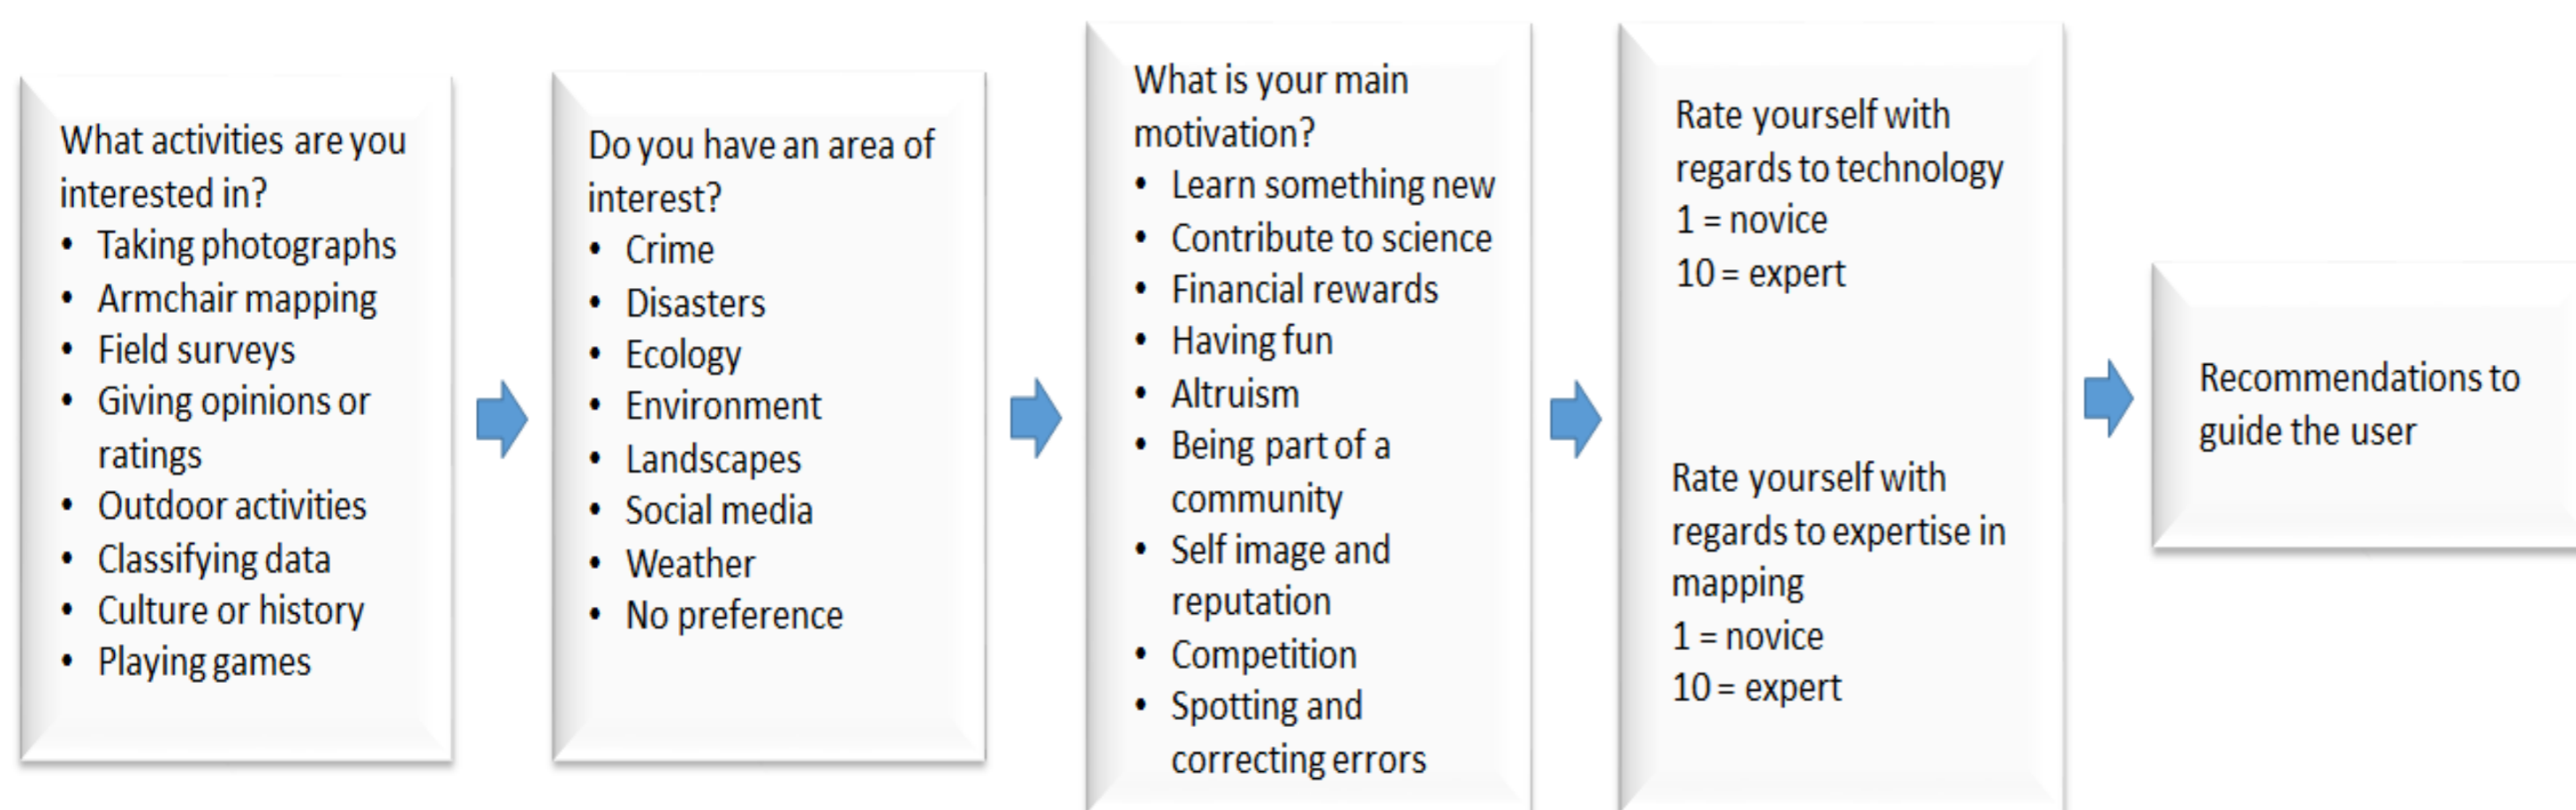 What activities are you
interested in?
• Taking photographs
• Armchair mapping
• Field surveys
• Giving opinions or
ratings
• Outdoor activities
• Classifying data
• Culture or history
• Playing games
Do you have an area of
interest?
• Crime
• Disasters
• Ecology
• Environment
• Landscapes
• Social media
• Weather
• No preference
What is your main
motivation?
• Learn something new
• Contribute to science
• Financial rewards
• Having fun
• Altruism
• Being part of a
community
• Self image and
reputation
• Competition
• Spotting and
correcting errors
Rate yourself with
regards to technology
1 = novice
10 = expert
Rate yourself with
regards to expertise in
mapping
1 = novice
10 = expert
Recommendations to
guide the user